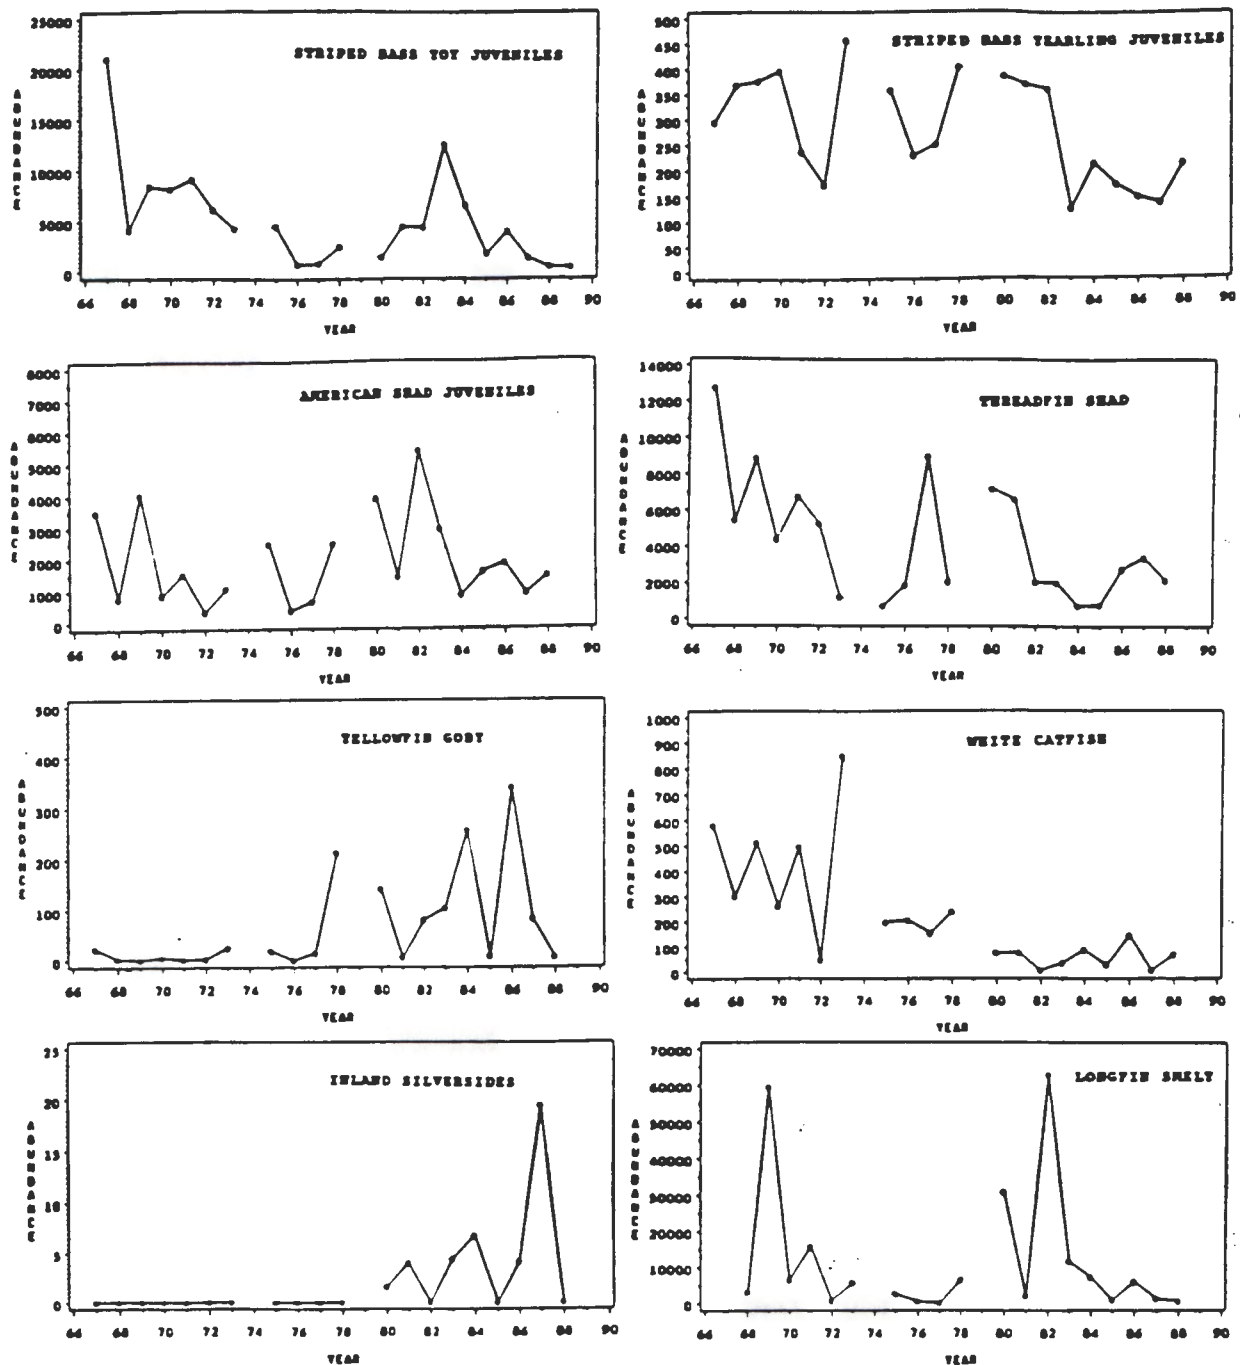 STRIPED BASS YOY JUVENILES
ABUNDANCE
25000
20000
15000
10000
5000
0
66 68 70 72 74 76 78 80 82 84 86 88 90
YEAR
STRIPED BASS YEARLING JUVENILES
ABUNDANCE
500
450
400
350
300
250
200
150
100
50
0
66 68 70 72 74 76 78 80 82 84 86 88 90
YEAR
AMERICAN SHAD JUVENILES
ABUNDANCE
8000
7000
6000
5000
4000
3000
2000
1000
0
66 68 70 72 74 76 78 80 82 84 86 88 90
YEAR
THREADFIN SHAD
ABUNDANCE
14000
12000
10000
8000
6000
4000
2000
0
66 68 70 72 74 76 78 80 82 84 86 88 90
YEAR
YELLOWFIN GOBY
ABUNDANCE
500
400
300
200
100
0
66 68 70 72 74 76 78 80 82 84 86 88 90
YEAR
WHITE CATFISH
ABUNDANCE
1000
900
800
700
600
500
400
300
200
100
0
66 68 70 72 74 76 78 80 82 84 86 88 90
YEAR
INLAND SILVERSIDES
ABUNDANCE
25
20
15
10
5
0
66 68 70 72 74 76 78 80 82 84 86 88 90
YEAR
LONGFIN SMELT
ABUNDANCE
70000
60000
50000
40000
30000
20000
10000
0
66 68 70 72 74 76 78 80 82 84 86 88 90
YEAR